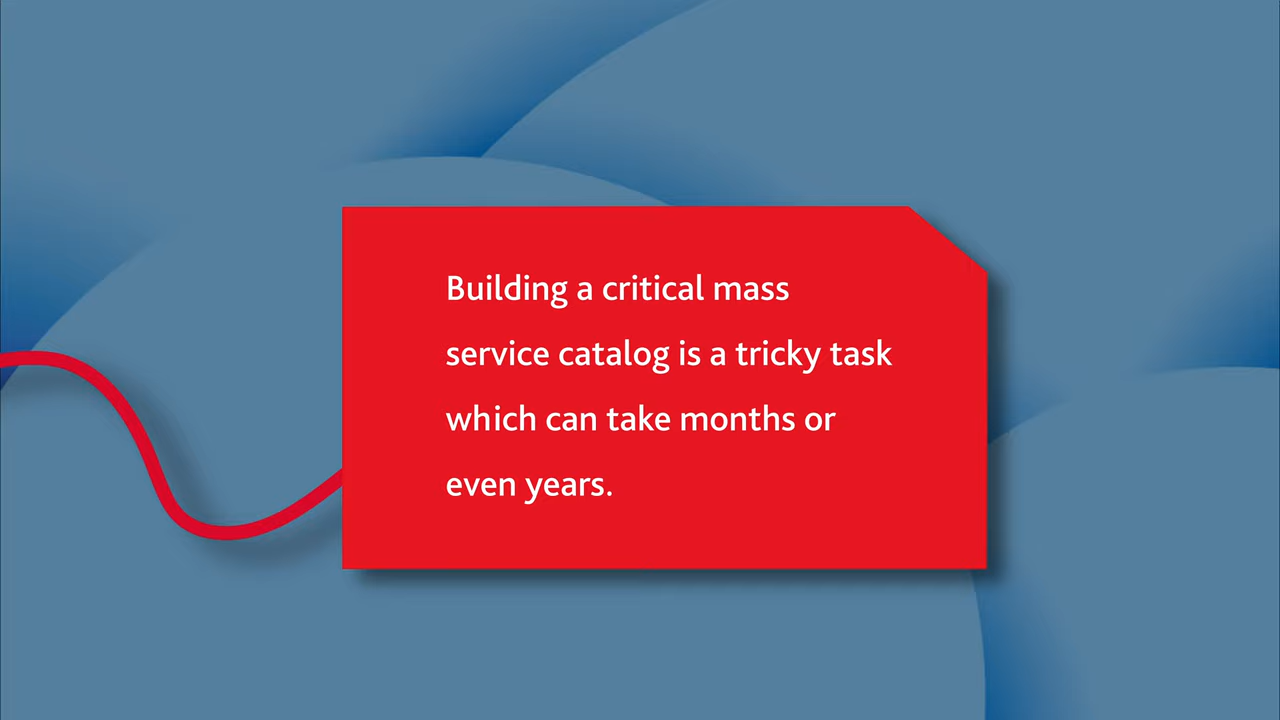 Building a critical mass
service catalog is a tricky task
which can take months or
even years.